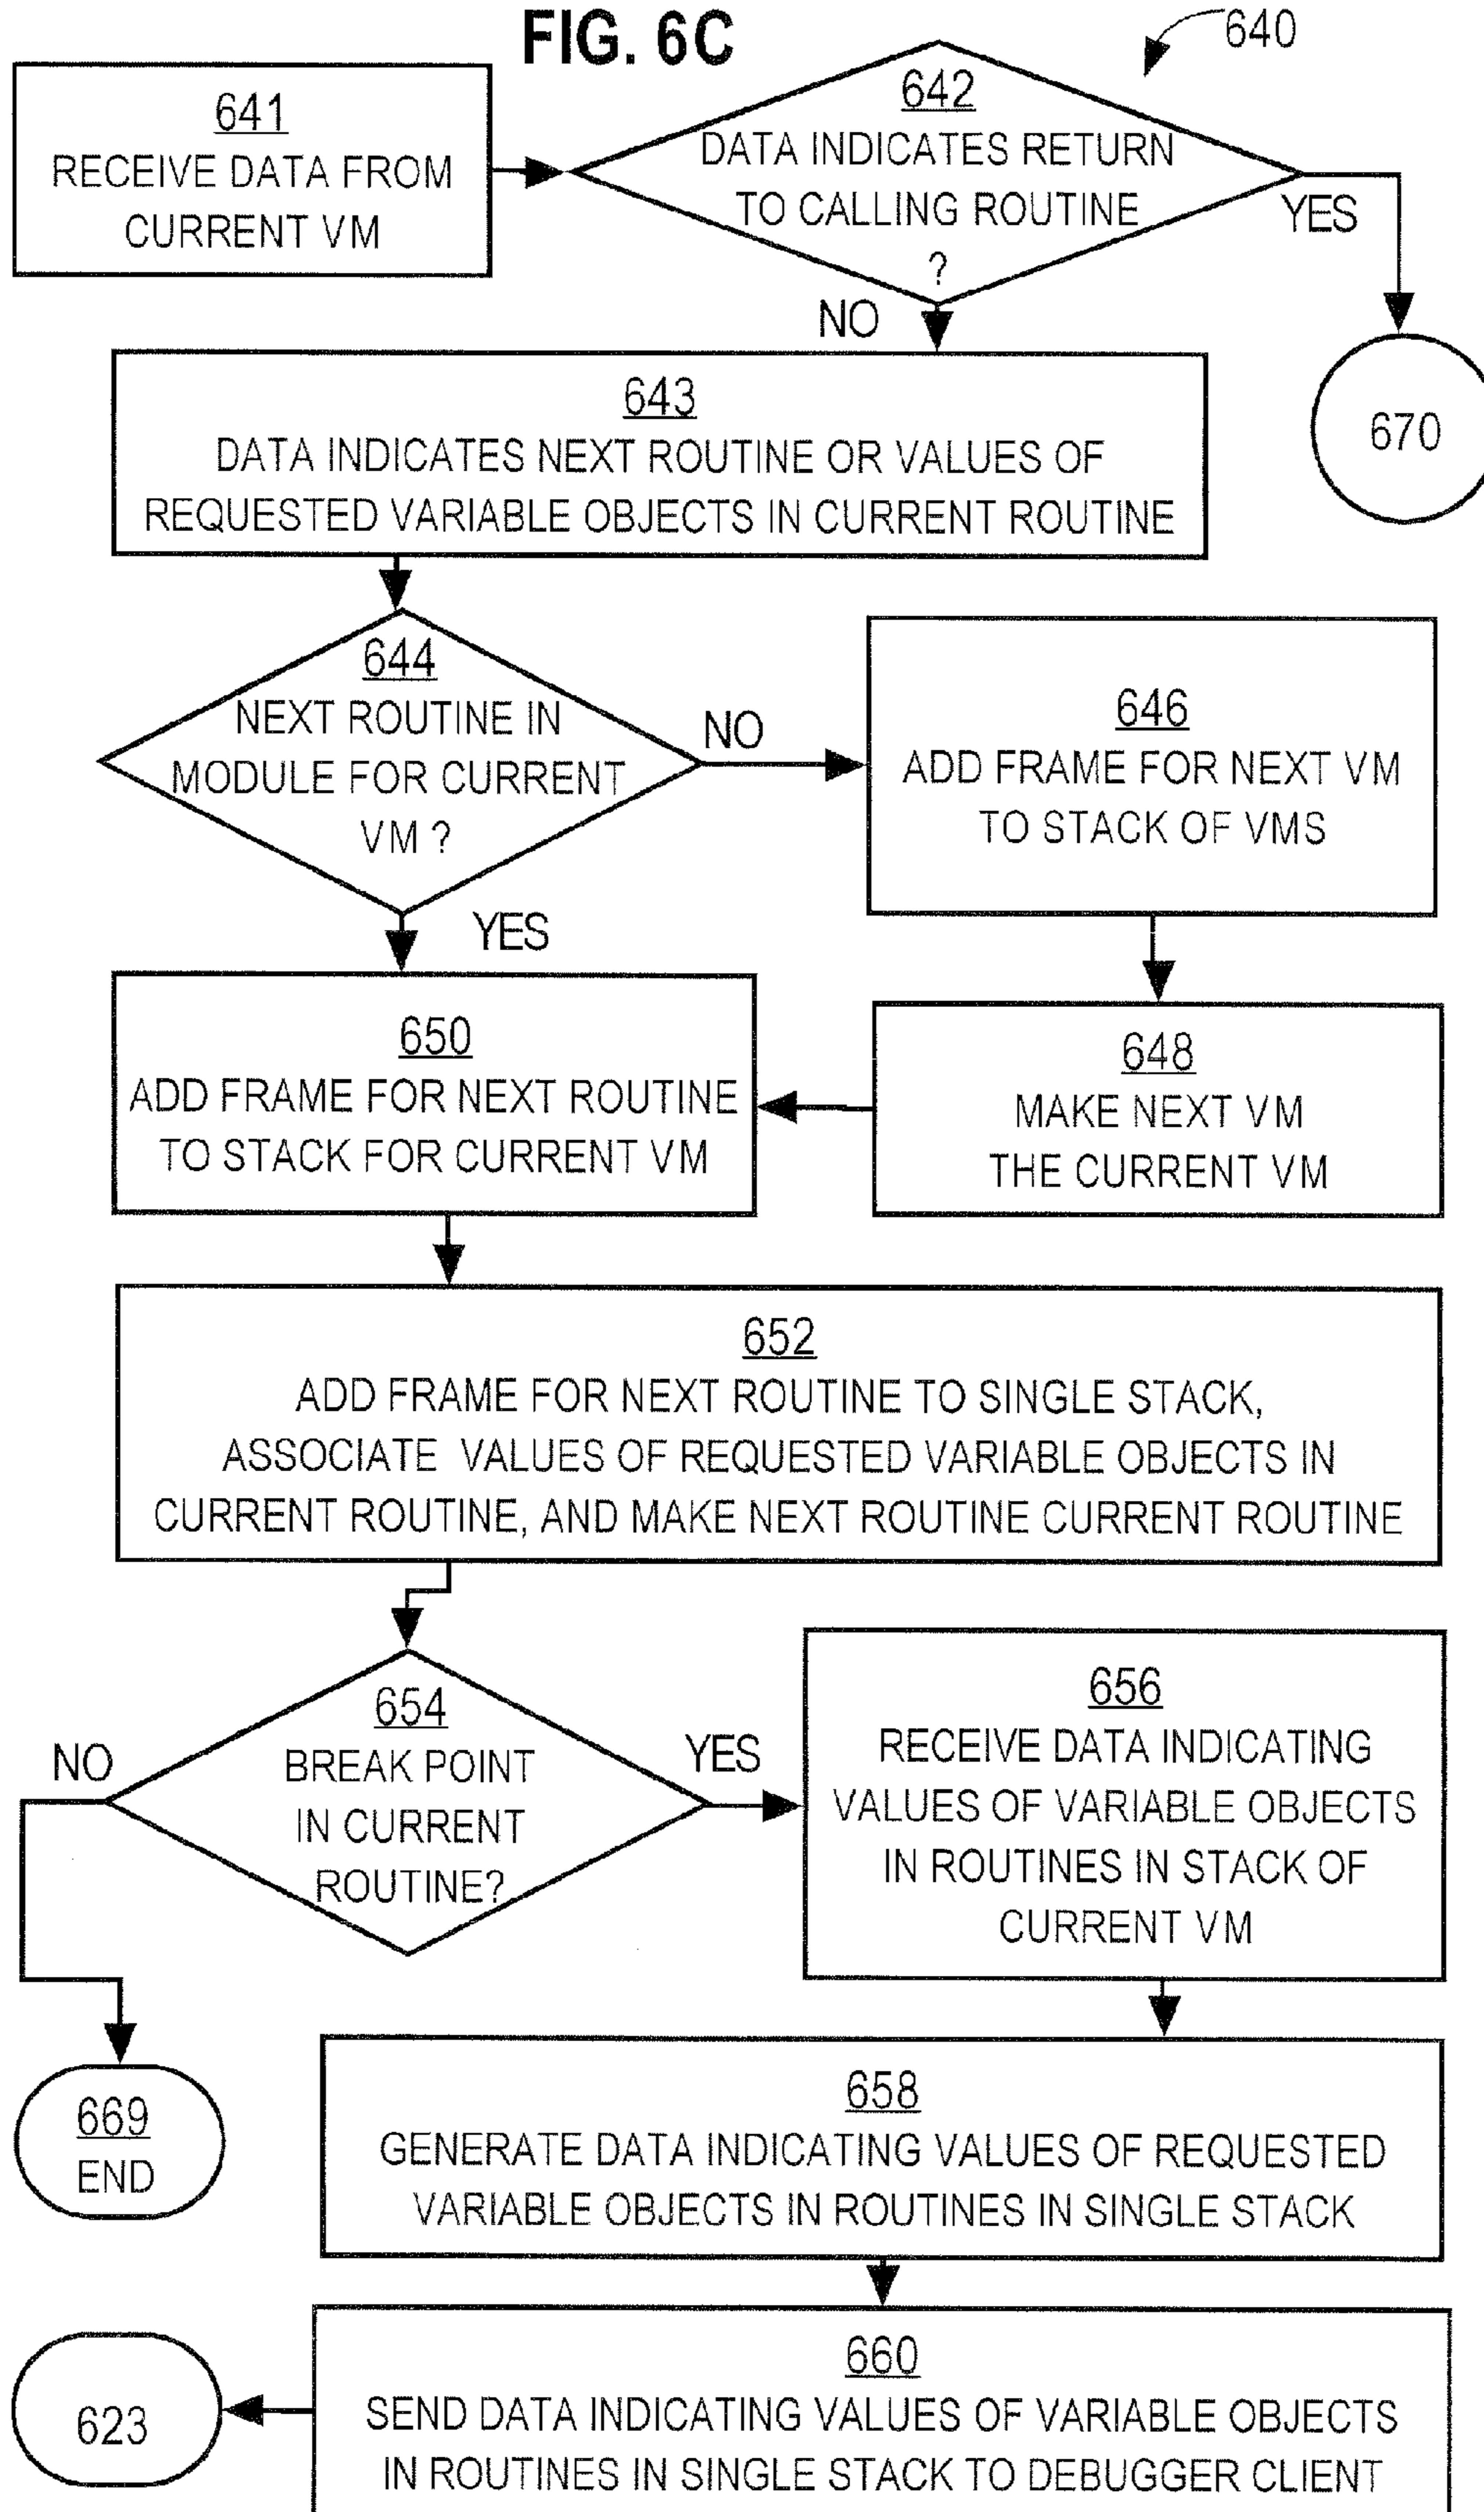 FIG. 6C
640
641
RECEIVE DATA FROM
CURRENT VM
642
DATA INDICATES RETURN
TO CALLING ROUTINE
?
YES
NO
670
643
DATA INDICATES NEXT ROUTINE OR VALUES OF
REQUESTED VARIABLE OBJECTS IN CURRENT ROUTINE
644
NEXT ROUTINE IN
MODULE FOR CURRENT
VM ?
NO
646
ADD FRAME FOR NEXT VM
TO STACK OF VMS
YES
650
ADD FRAME FOR NEXT ROUTINE
TO STACK FOR CURRENT VM
648
MAKE NEXT VM
THE CURRENT VM
652
ADD FRAME FOR NEXT ROUTINE TO SINGLE STACK,
ASSOCIATE VALUES OF REQUESTED VARIABLE OBJECTS IN
CURRENT ROUTINE, AND MAKE NEXT ROUTINE CURRENT ROUTINE
654
BREAK POINT
IN CURRENT
ROUTINE?
NO
YES
656
RECEIVE DATA INDICATING
VALUES OF VARIABLE OBJECTS
IN ROUTINES IN STACK OF
CURRENT VM
669
END
658
GENERATE DATA INDICATING VALUES OF REQUESTED
VARIABLE OBJECTS IN ROUTINES IN SINGLE STACK
660
SEND DATA INDICATING VALUES OF VARIABLE OBJECTS
IN ROUTINES IN SINGLE STACK TO DEBUGGER CLIENT
623